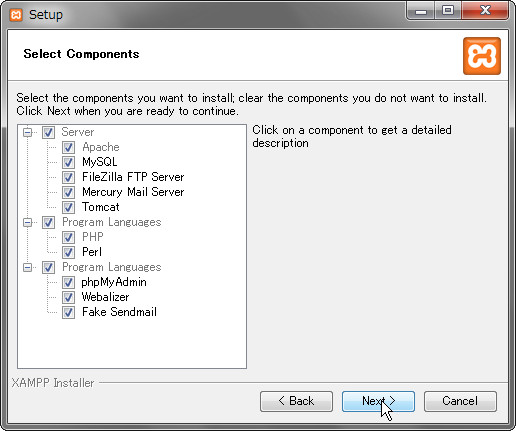 Setup
Select Components
Select the components you want to install; clear the components you do not want to install.
Click Next when you are ready to continue.
Server
Apache
MySQL
FileZilla FTP Server
Mercury Mail Server
Tomcat
Program Languages
PHP
Perl
Program Languages
phpMyAdmin
Webalizer
Fake Sendmail
Click on a component to get a detailed
description
XAMPP Installer
< Back
Next >
Cancel